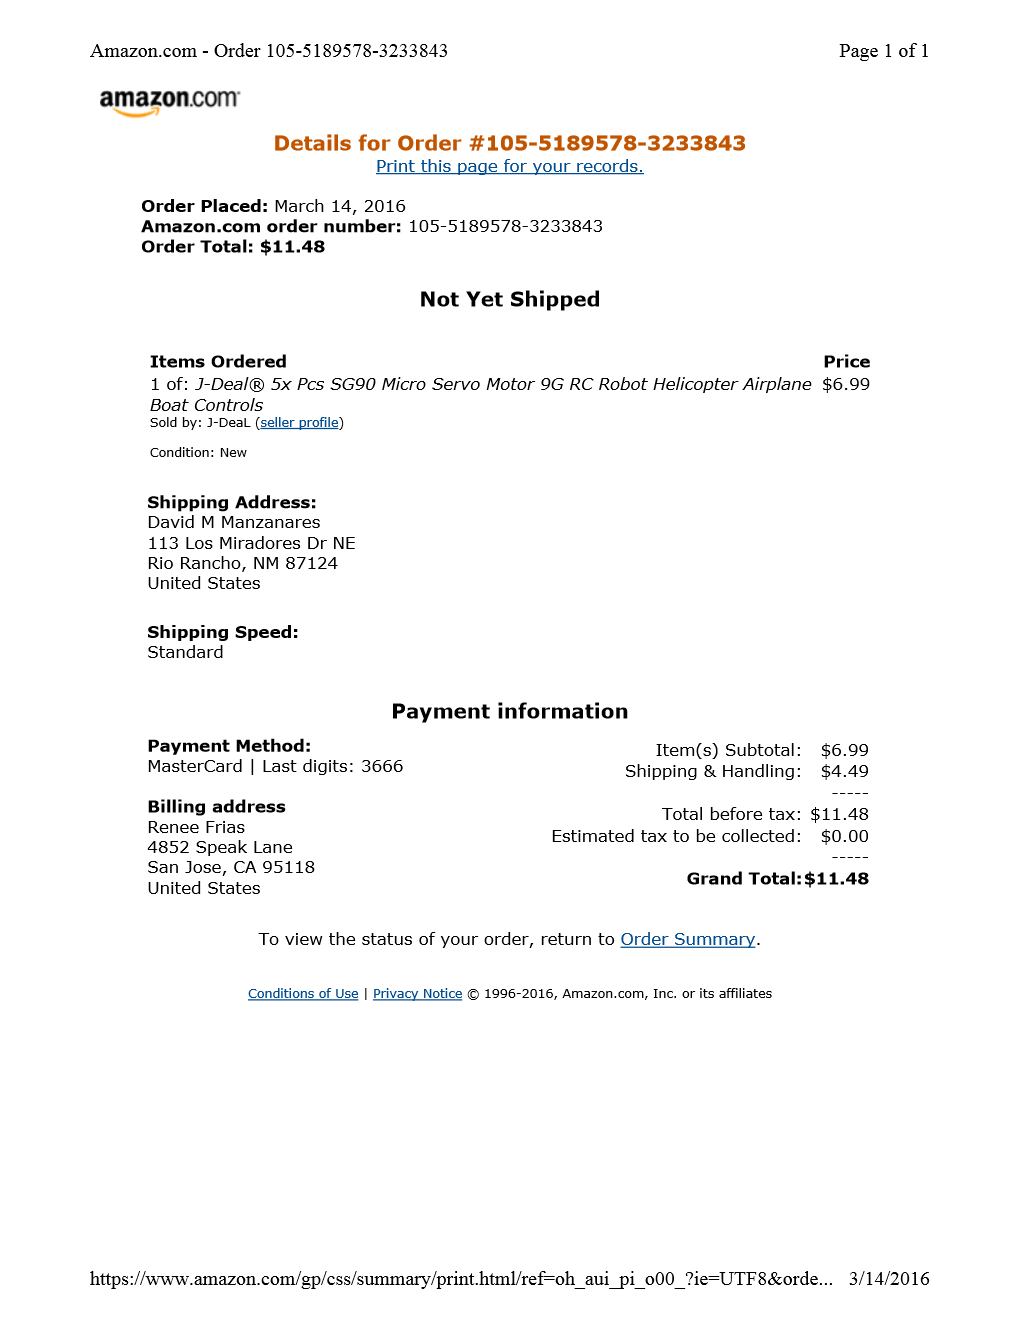 Amazon.com - Order 105-5189578-3233843 Page 1 of 1
amazon.com
Details for Order #105-5189578-3233843
Print this page for your records.
Order Placed: March 14, 2016
Amazon.com order number: 105-5189578-3233843
Order Total: $11.48
Not Yet Shipped
Items Ordered Price
1 of: J-Deal® 5x Pcs SG90 Micro Servo Motor 9G RC Robot Helicopter Airplane $6.99
Boat Controls
Sold by: J-DeaL (seller profile)
Condition: New
Shipping Address:
David M Manzanares
113 Los Miradores Dr NE
Rio Rancho, NM 87124
United States
Shipping Speed:
Standard
Payment information
Payment Method:
MasterCard | Last digits: 3666
Billing address
Renee Frias
4852 Speak Lane
San Jose, CA 95118
United States
Item(s) Subtotal: $6.99
Shipping & Handling: $4.49
-----
Total before tax: $11.48
Estimated tax to be collected: $0.00
-----
Grand Total: $11.48
To view the status of your order, return to Order Summary.
Conditions of Use | Privacy Notice © 1996-2016, Amazon.com, Inc. or its affiliates
https://www.amazon.com/gp/css/summary/print.html/ref=oh_aui_pi_o00_?ie=UTF8&orde... 3/14/2016